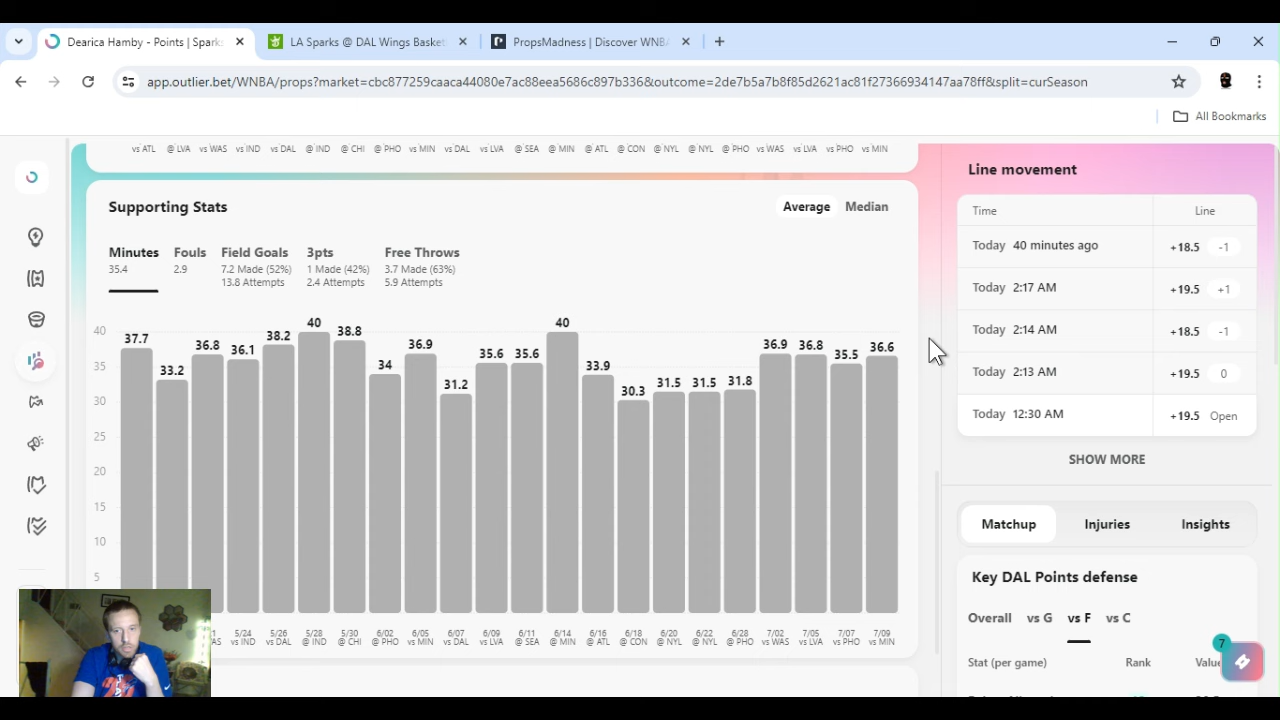 Dearica Hamby - Points | Sparks
LA Sparks @ DAL Wings Basket
PropsMadness | Discover WNBA
app.outlier.bet/WNBA/props?market=cbc877259caaca44080e7ac88eea5686c897b336&outcome=2de7b5a7b8f85d2621ac81f27366934147aa78ff&split=curSeason
All Bookmarks
vs ATL @ LVA vs WAS vs IND vs DAL @ IND @ CHI @ PHO vs MIN vs DAL vs LVA @ SEA @ MIN @ ATL @ CON @ NYL @ NYL @ PHO vs WAS vs LVA vs PHO vs MIN
Supporting Stats
Average Median
Minutes Fouls Field Goals 3pts Free Throws
35.4 2.9 7.2 Made (52%) 1 Made (42%) 3.7 Made (63%)
13.8 Attempts 2.4 Attempts 5.9 Attempts
40
35
30
25
20
15
10
5
37.7 33.2 36.8 36.1 38.2 40 38.8 34 36.9 31.2 35.6 35.6 40 33.9 30.3 31.5 31.5 31.8 36.9 36.8 35.5 36.6
1 5/24 5/26 5/28 5/30 6/02 6/05 6/07 6/09 6/11 6/14 6/16 6/18 6/20 6/22 6/28 7/02 7/05 7/07 7/09
AS vs IND vs DAL @ IND @ CHI @ PHO vs MIN vs DAL vs LVA @ SEA @ MIN @ ATL @ CON @ NYL @ NYL @ PHO vs WAS vs LVA vs PHO vs MIN
Line movement
Time Line
Today 40 minutes ago +18.5 -1
Today 2:17 AM +19.5 +1
Today 2:14 AM +18.5 -1
Today 2:13 AM +19.5 0
Today 12:30 AM +19.5 Open
SHOW MORE
Matchup Injuries Insights
Key DAL Points defense
Overall vs G vs F vs C
7
Stat (per game) Rank Value